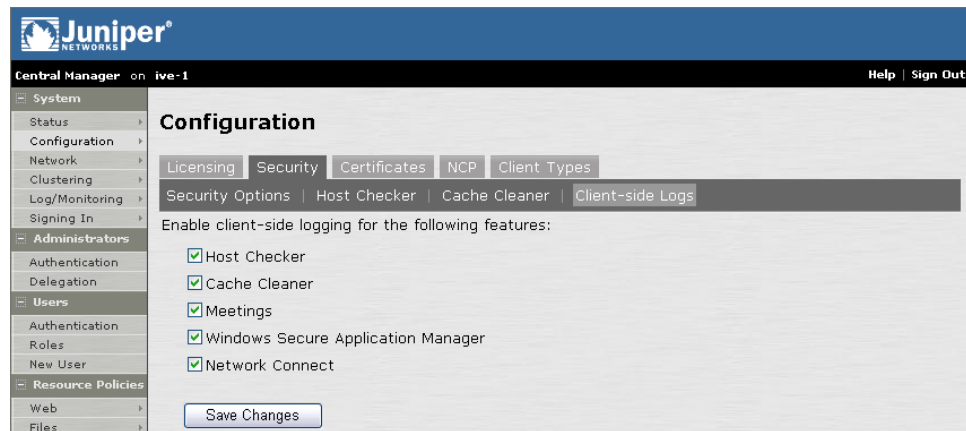 Juniper®
NETWORKS
Central Manager on ive-1
Help | Sign Out
System
Status
Configuration
Network
Clustering
Log/Monitoring
Signing In
Administrators
Authentication
Delegation
Users
Authentication
Roles
New User
Resource Policies
Web
Files
Configuration
Licensing Security Certificates NCP Client Types
Security Options | Host Checker | Cache Cleaner | Client-side Logs
Enable client-side logging for the following features:
Host Checker
Cache Cleaner
Meetings
Windows Secure Application Manager
Network Connect
Save Changes